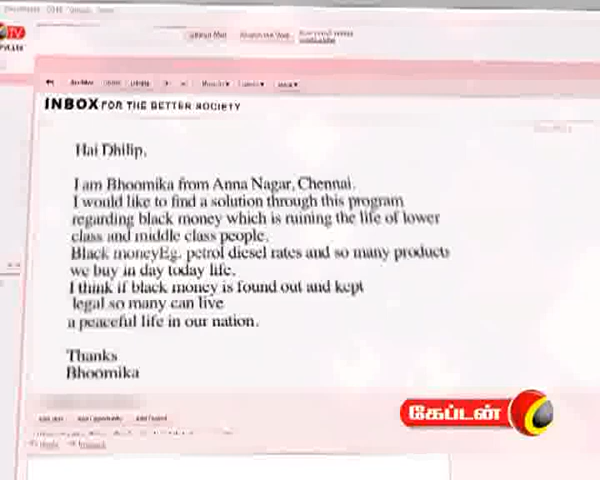 INBOX FOR THE BETTER SOCIETY
Hai Dhilip,
I am Bhoomika from Anna Nagar, Chennai.
I would like to find a solution through this program
regarding black money which is ruining the life of lower
class and middle class people.
Black moneyEg. petrol diesel rates and so many products
we buy in day today life.
I think if black money is found out and kept
legal so many can live
a peaceful life in our nation.
Thanks
Bhoomika
கேப்டன்